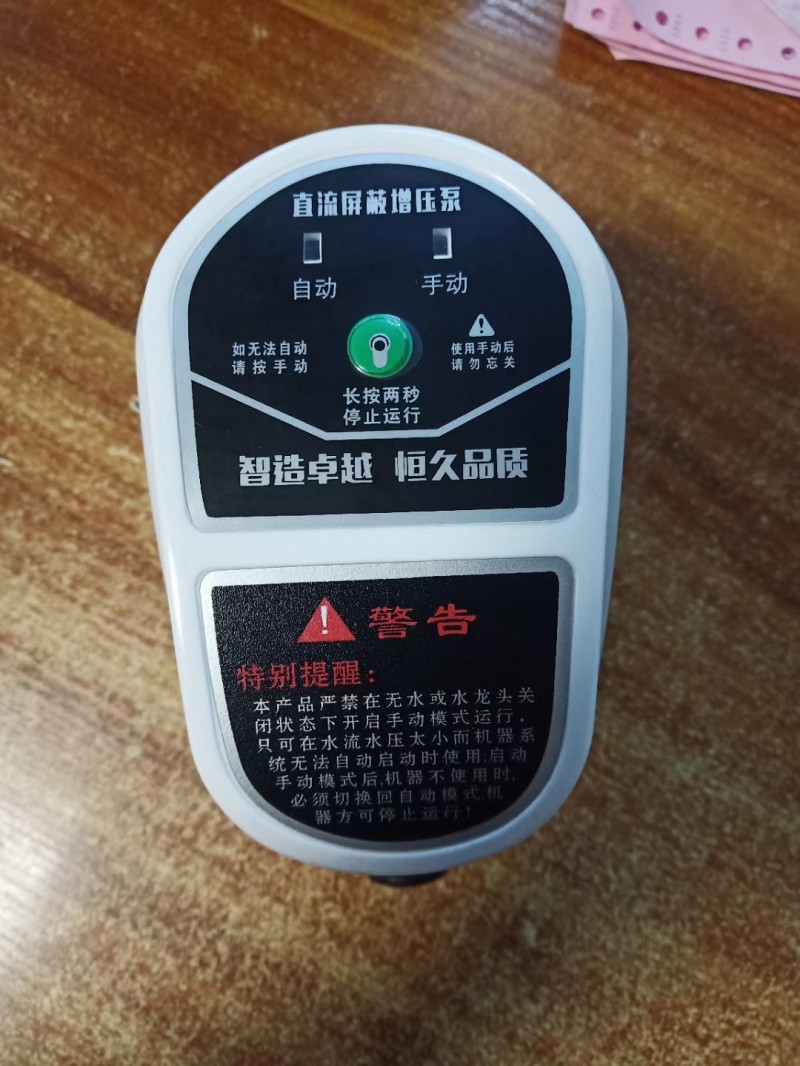 直流屏蔽增压泵
自动
手动
如无法自动
请按手动
使用手动后
请勿忘关
长按两秒
停止运行
智造卓越 恒久品质
警告
特别提醒：
本产品严禁在无水或水龙头关
闭状态下开启手动模式运行，
只可在水流水压太小而机器系
统无法自动启动时使用;启动
手动模式后,机器不使用时,
必须切换回自动模式,机
器方可停止运行！